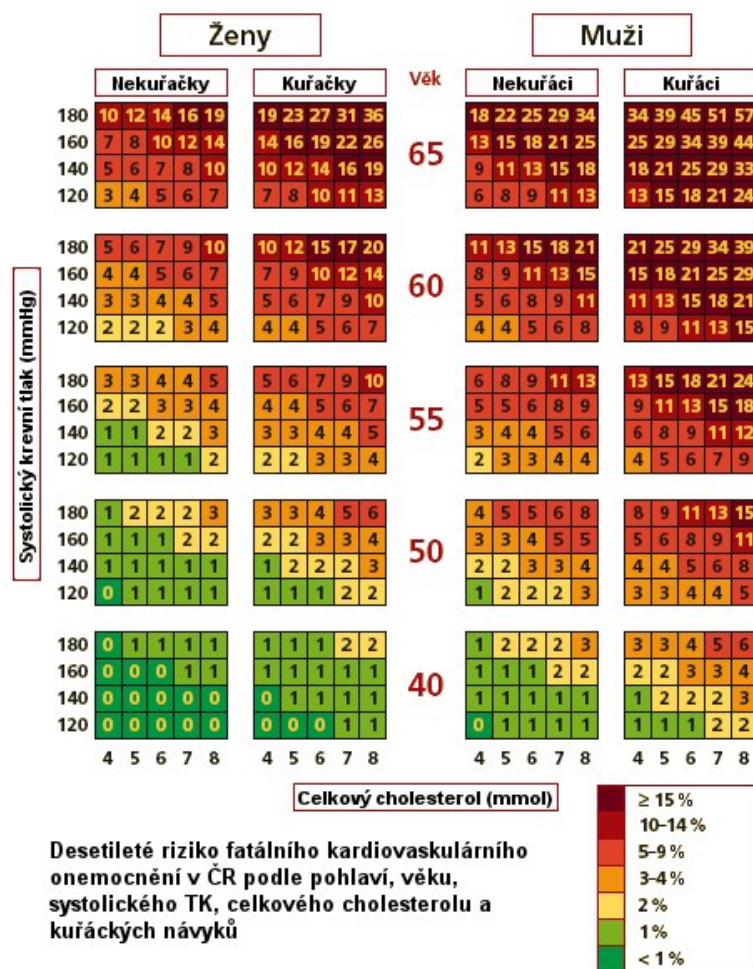 Ženy Muži
Nekuřačky Kuřačky Věk Nekuřáci Kuřáci
180 10 12 14 16 19 19 23 27 31 36 18 22 25 29 34 34 39 45 51 57
160 7 8 10 12 14 14 16 19 22 26 13 15 18 21 25 25 29 34 39 44
65
140 5 6 7 8 10 10 12 14 16 19 9 11 13 15 18 18 21 25 29 33
120 3 4 5 6 7 7 8 10 11 13 6 8 9 11 13 13 15 18 21 24
180 5 6 7 9 10 10 12 15 17 20 11 13 15 18 21 21 25 29 34 39
160 4 4 5 6 7 7 9 10 12 14 8 9 11 13 15 15 18 21 25 29
60
140 3 3 4 4 5 5 6 7 9 10 5 6 8 9 11 11 13 15 18 21
120 2 2 2 3 4 4 4 5 6 7 4 4 5 6 8 8 9 11 13 15
Systolický krevní tlak (mmHg)
180 3 3 4 4 5 5 6 7 9 10 6 8 9 11 13 13 15 18 21 24
160 2 2 3 3 4 4 4 5 6 7 5 5 6 8 9 9 11 13 15 18
55
140 1 1 2 2 3 3 3 4 4 5 3 4 4 5 6 6 8 9 11 12
120 1 1 1 1 2 2 2 3 3 4 2 3 3 4 4 4 5 6 7 9
180 1 2 2 2 3 3 3 4 5 6 4 5 5 6 8 8 9 11 13 15
160 1 1 1 2 2 2 2 3 3 4 3 3 4 5 5 5 6 8 9 11
50
140 1 1 1 1 1 1 2 2 2 3 2 2 3 3 4 4 4 5 6 8
120 0 1 1 1 1 1 1 1 2 2 1 2 2 2 3 3 3 4 4 5
180 0 1 1 1 1 1 1 1 2 2 1 2 2 2 3 3 3 4 5 6
160 0 0 0 1 1 1 1 1 1 1 1 1 1 2 2 2 2 3 3 4
40
140 0 0 0 0 0 0 1 1 1 1 1 1 1 1 1 1 2 2 2 3
120 0 0 0 0 0 0 0 0 1 1 0 1 1 1 1 1 1 1 2 2
4 5 6 7 8 4 5 6 7 8 4 5 6 7 8 4 5 6 7 8
Celkový cholesterol (mmol)
≥ 15 %
10–14 %
5–9 %
3–4 %
2 %
1 %
< 1 %
Desetileté riziko fatálního kardiovaskulárního
onemocnění v ČR podle pohlaví, věku,
systolického TK, celkového cholesterolu a
kuřáckých návyků